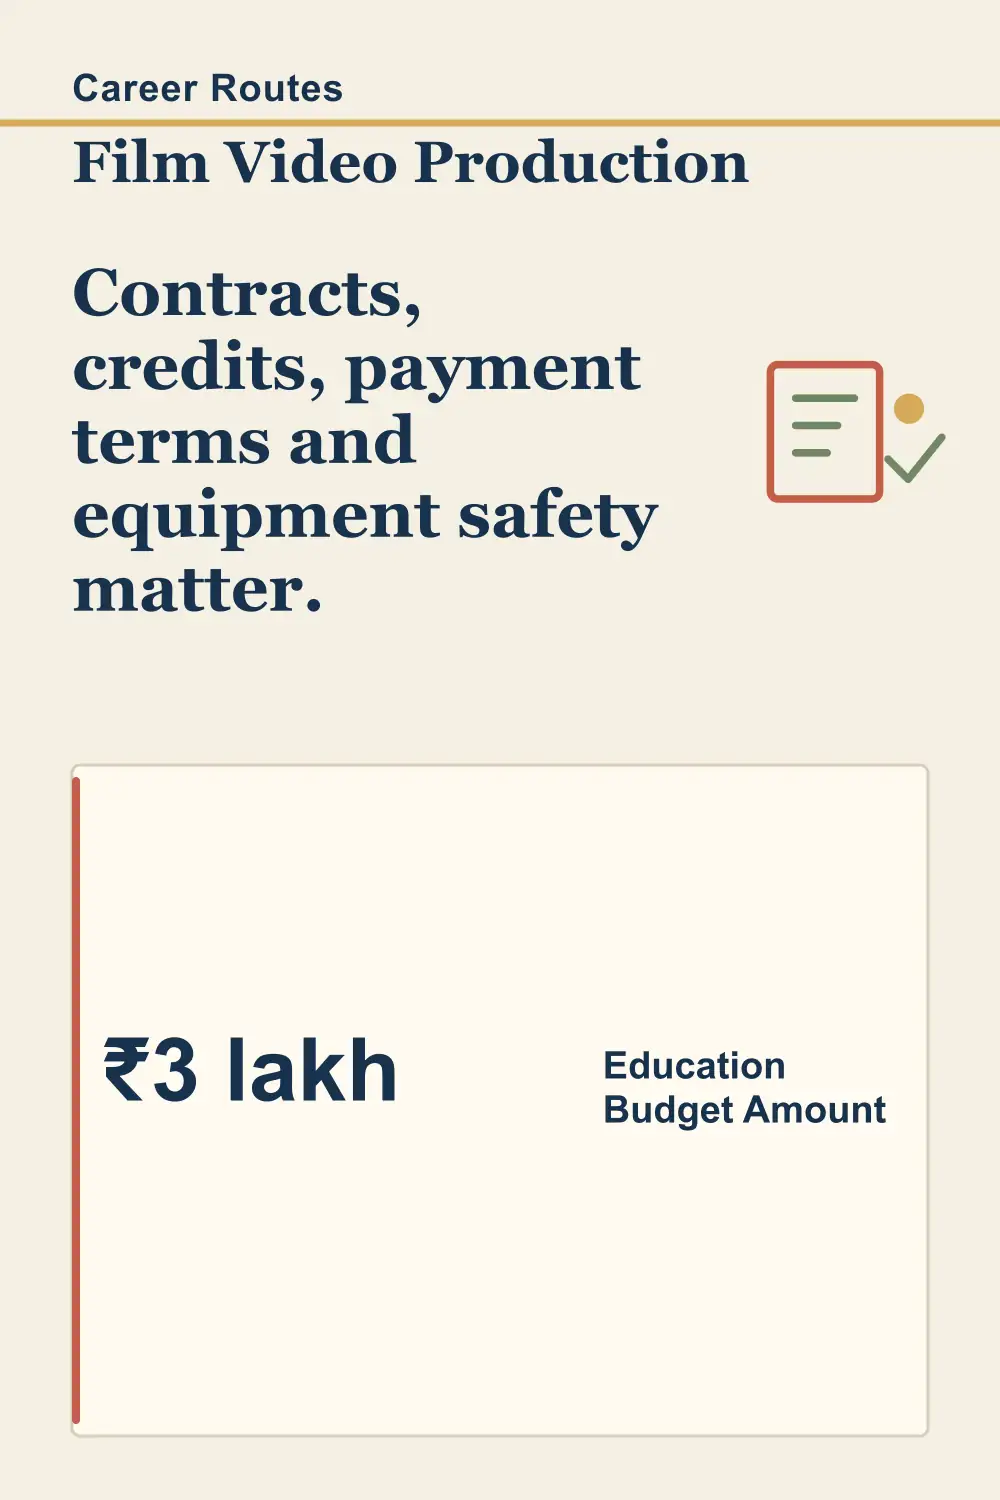 Career Routes
Film Video Production
Contracts,
credits, payment
terms and
equipment safety
matter.
₹3 lakh
Education
Budget Amount